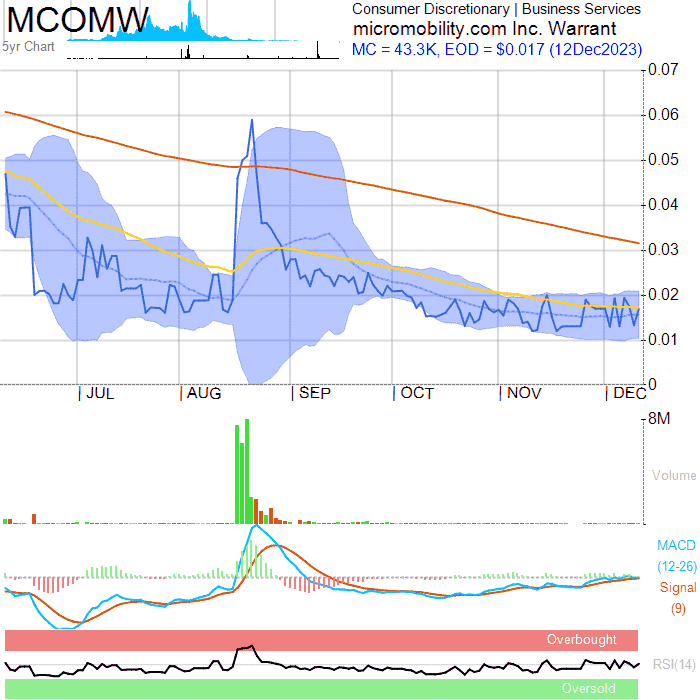 MCOMW
Consumer Discretionary | Business Services
micromobility.com Inc. Warrant
5yr Chart
MC = 43.3K, EOD = $0.017 (12Dec2023)
0.07
0.06
0.05
0.04
0.03
0.02
0.01
0
| JUL
| AUG
| SEP
| OCT
| NOV
| DEC
8M
Volume
MACD
(12-26)
Signal
(9)
Overbought
RSI(14)
Oversold